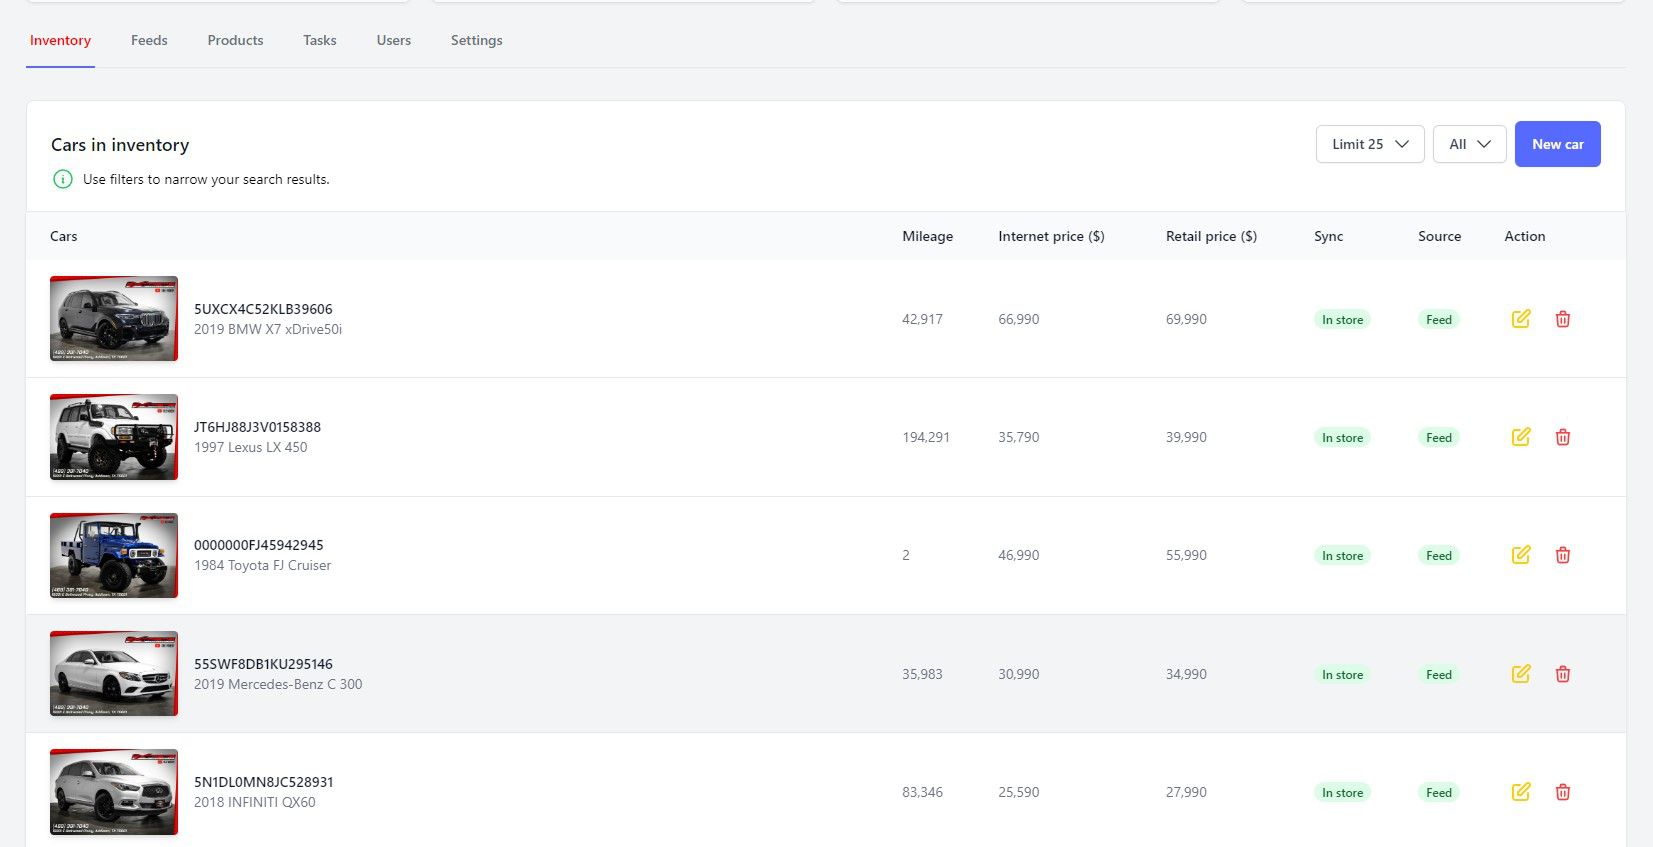 Inventory Feeds Products Tasks Users Settings
Cars in inventory
Limit 25 All New car
Use filters to narrow your search results.
Cars Mileage Internet price ($) Retail price ($) Sync Source Action
5UXCX4C52KLB39606
2019 BMW X7 xDrive50i
42,917 66,990 69,990 In store Feed
JT6HJ88J3V0158388
1997 Lexus LX 450
194,291 35,790 39,990 In store Feed
0000000FJ45942945
1984 Toyota FJ Cruiser
2 46,990 55,990 In store Feed
55SWF8DB1KU295146
2019 Mercedes-Benz C 300
35,983 30,990 34,990 In store Feed
5N1DL0MN8JC528931
2018 INFINITI QX60
83,346 25,590 27,990 In store Feed